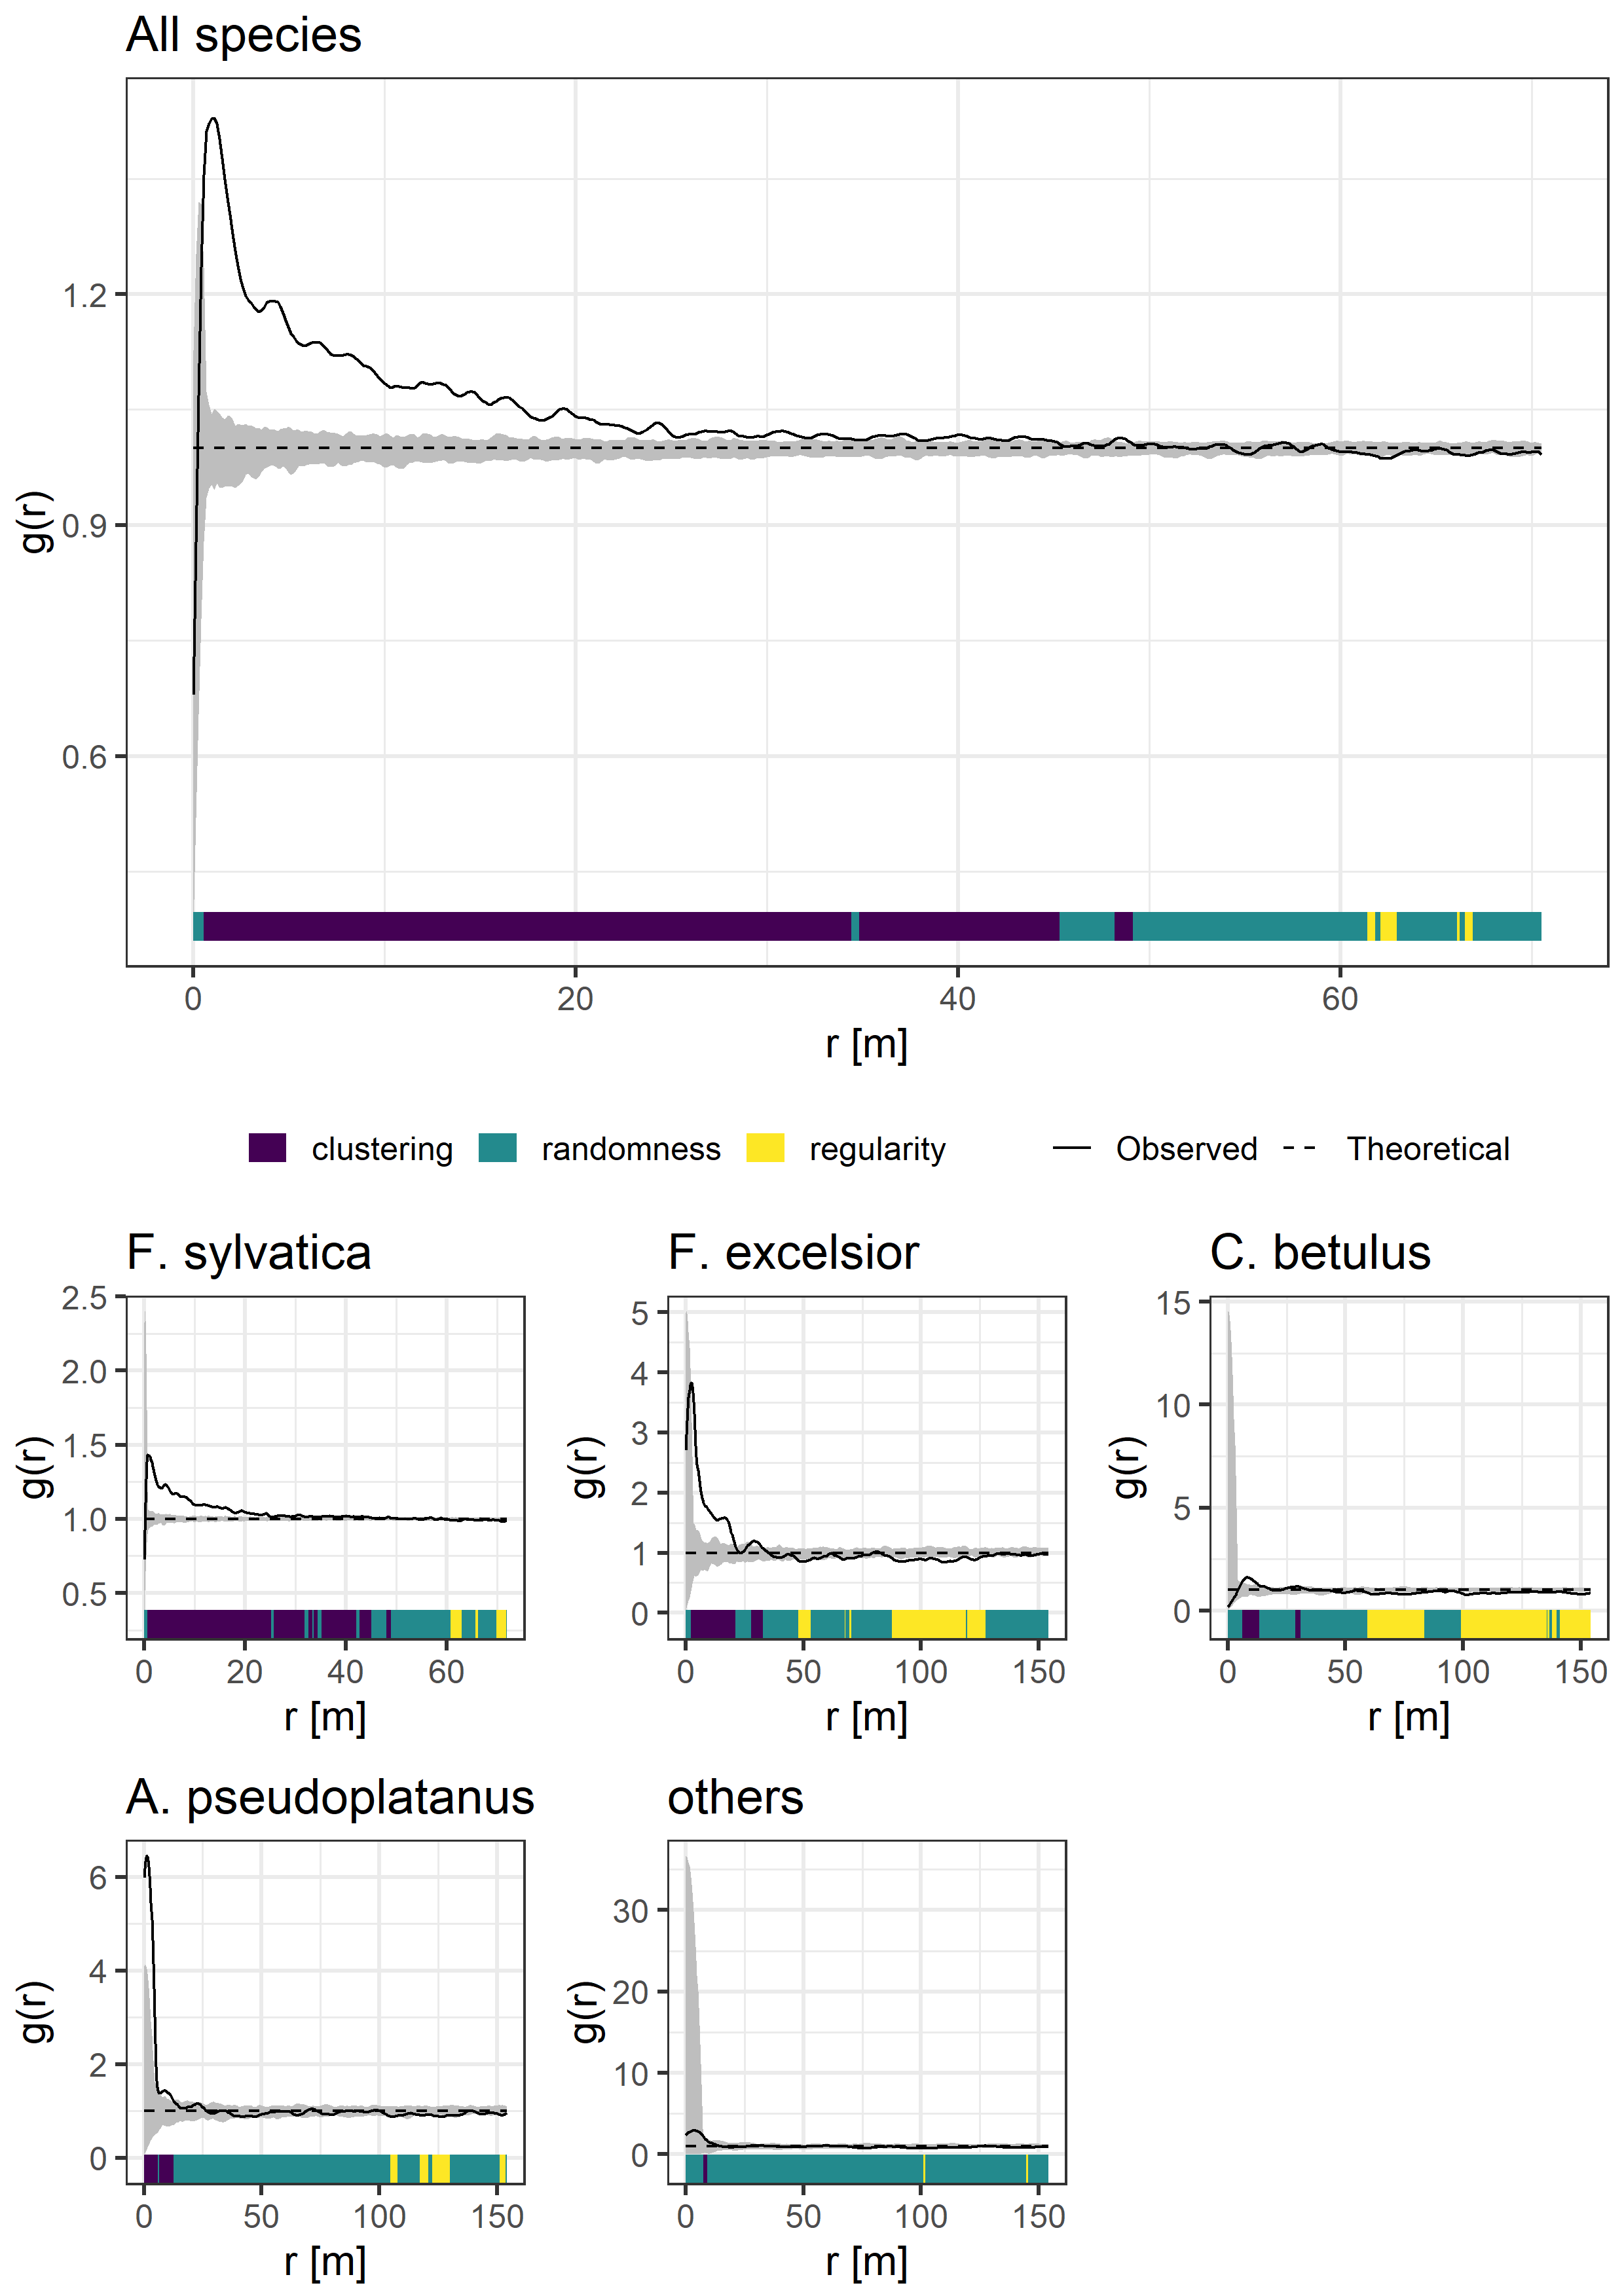 All species
g(r)
1.2
0.9
0.6
0 20 40 60
r [m]
clustering randomness regularity Observed Theoretical
F. sylvatica
g(r)
2.5
2.0
1.5
1.0
0.5
0 20 40 60
r [m]
F. excelsior
g(r)
5
4
3
2
1
0
0 50 100 150
r [m]
C. betulus
g(r)
15
10
5
0
0 50 100 150
r [m]
A. pseudoplatanus
g(r)
6
4
2
0
0 50 100 150
r [m]
others
g(r)
30
20
10
0
0 50 100 150
r [m]